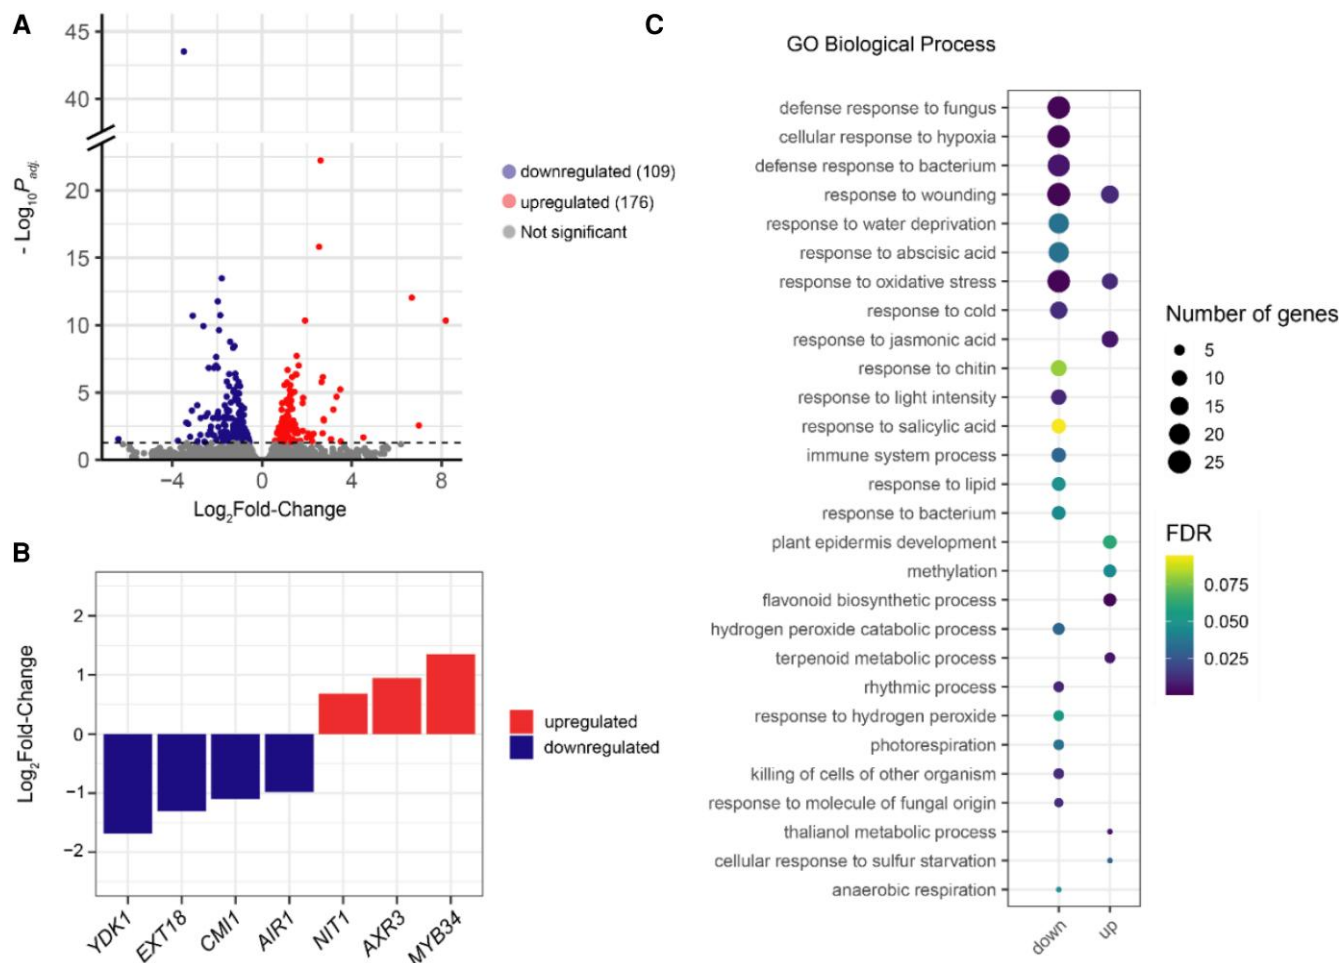 A
45
40
20
15
10
5
0
- Log10Padj.
−4
0
4
8
Log2Fold-Change
downregulated (109)
upregulated (176)
Not significant
B
2
1
0
−1
−2
Log2Fold-Change
YDK1
EXT18
CMI1
AIR1
NIT1
AXR3
MYB34
upregulated
downregulated
C
GO Biological Process
defense response to fungus
cellular response to hypoxia
defense response to bacterium
response to wounding
response to water deprivation
response to abscisic acid
response to oxidative stress
response to cold
response to jasmonic acid
response to chitin
response to light intensity
response to salicylic acid
immune system process
response to lipid
response to bacterium
plant epidermis development
methylation
flavonoid biosynthetic process
hydrogen peroxide catabolic process
terpenoid metabolic process
rhythmic process
response to hydrogen peroxide
photorespiration
killing of cells of other organism
response to molecule of fungal origin
thalianol metabolic process
cellular response to sulfur starvation
anaerobic respiration
down
up
Number of genes
5
10
15
20
25
FDR
0.075
0.050
0.025